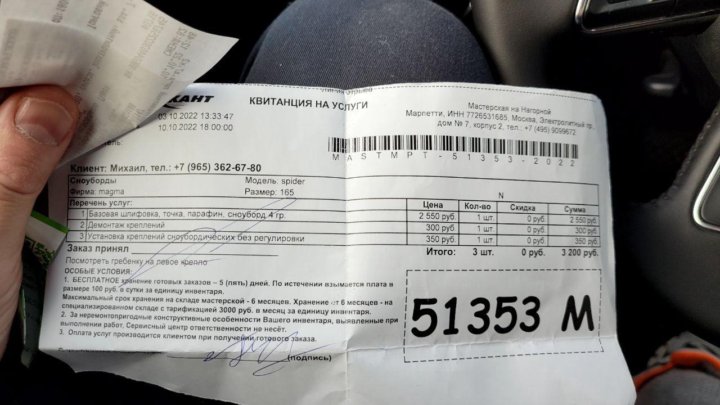 КАНТ
КВИТАНЦИЯ НА УСЛУГИ
Мастерская на Нагорной
Марпетти, ИНН 7726531685, Москва, Электролитный пр.
дом № 7, корпус 2, тел.: +7 (495) 9099672
03.10.2022 13:33:47
10.10.2022 18:00:00
MASTMPT-51353-2022
Клиент: Михаил, тел.: +7 (965) 362-67-80
Сноуборды Модель: spider
Фирма: magma Размер: 165
N
Перечень услуг: Цена Кол-во Скидка Сумма
1 Базовая шлифовка, точка, парафин, сноуборд 4 гр. 2 550 руб. 1 шт. 0 руб. 2 550 руб.
2 Демонтаж креплений 300 руб. 1 шт. 0 руб. 300 руб.
3 Установка креплений сноубордических без регулировки 350 руб. 1 шт. 0 руб. 350 руб.
Итого: 3 шт. 0 руб. 3 200 руб.
Заказ принял
Посмотреть гребенку на левое крепло
ОСОБЫЕ УСЛОВИЯ:
1. БЕСПЛАТНОЕ хранение готовых заказов – 5 (пять) дней. По истечении взымается плата в
размере 100 руб. в сутки за единицу инвентаря.
Максимальный срок хранения на складе мастерской - 6 месяцев. Хранение от 6 месяцев - на
специализированном складе с тарификацией 3000 руб. в месяц за единицу инвентаря.
2. За неремонтопригодные конструктивные особенности Вашего инвентаря, выявленные при
выполнении работ, Сервисный центр ответственности не несёт.
3. Оплата услуг производится клиентом при получении готового заказа.
(подпись)
51353 М